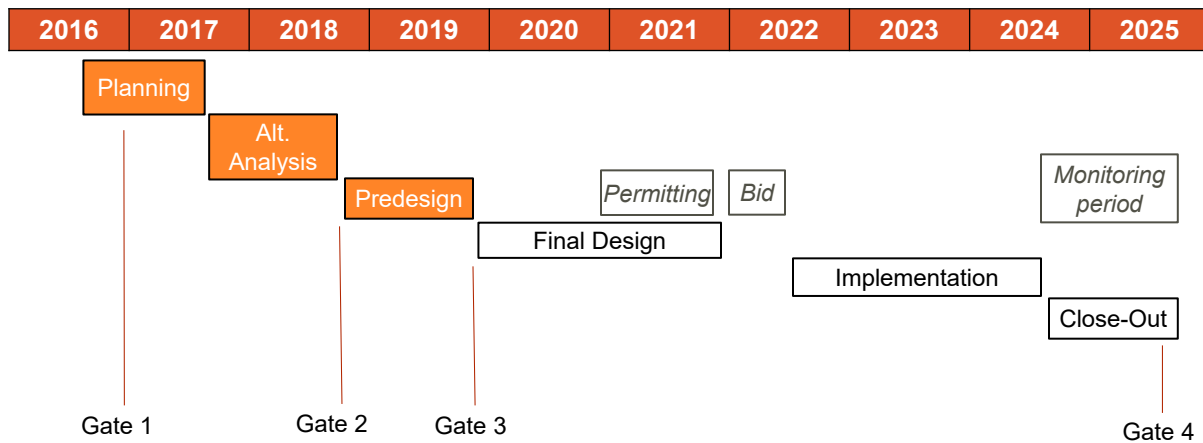 2016 2017 2018 2019 2020 2021 2022 2023 2024 2025
Planning
Alt.
Analysis
Predesign
Permitting
Bid
Monitoring
period
Final Design
Implementation
Close-Out
Gate 1
Gate 2
Gate 3
Gate 4